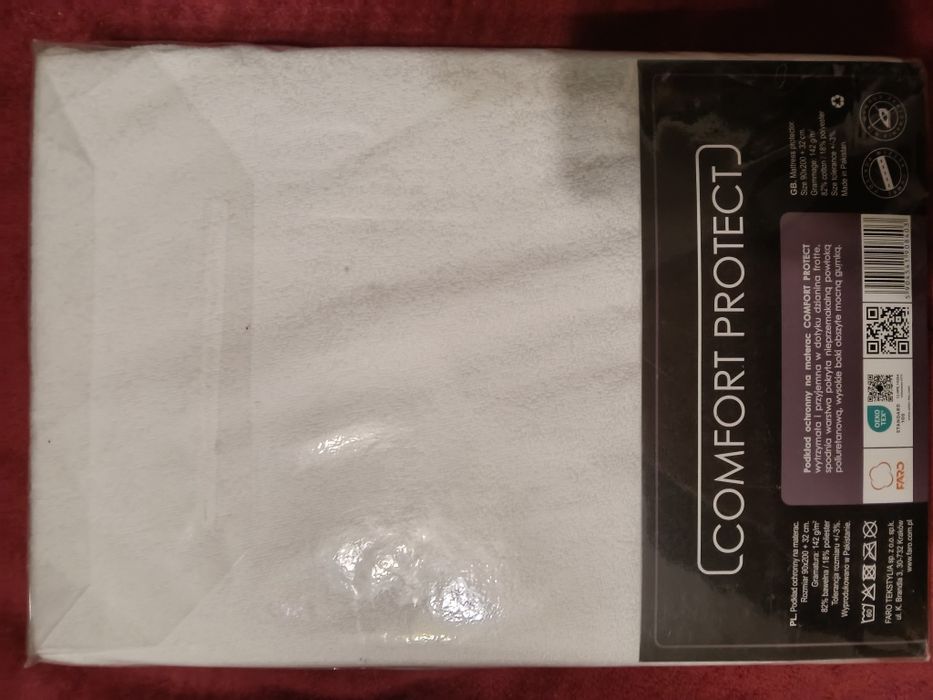 COMFORT PROTECT
PL. Podkład ochronny na materac.
Rozmiar 90x200 + 32 cm.
Gramatura: 142 g/m²
82% bawełna / 18% poliester
Tolerancja rozmiaru +/-3%.
Wyprodukowano w Pakistanie.
60
FARO TEKSTYLIA sp. z o.o. sp.k.
ul. K. Brandla 3, 30-732 Kraków
www.faro.com.pl
Podkład ochronny na materac COMFORT PROTECT
wytrzymała i przyjemna w dotyku dzianina frotte,
spodnia warstwa pokryta nieprzemakalną powłoką
poliuretanową, wysokie boki obszyte mocną gumką.
FARO
OEKO
TEX®
STANDARD
100
GB. Mattress protector
Size 90x200 + 32 cm.
Grammage: 142 g/m²
82% cotton / 18% polyester
Size tolerance +/-3%.
Made in Pakistan